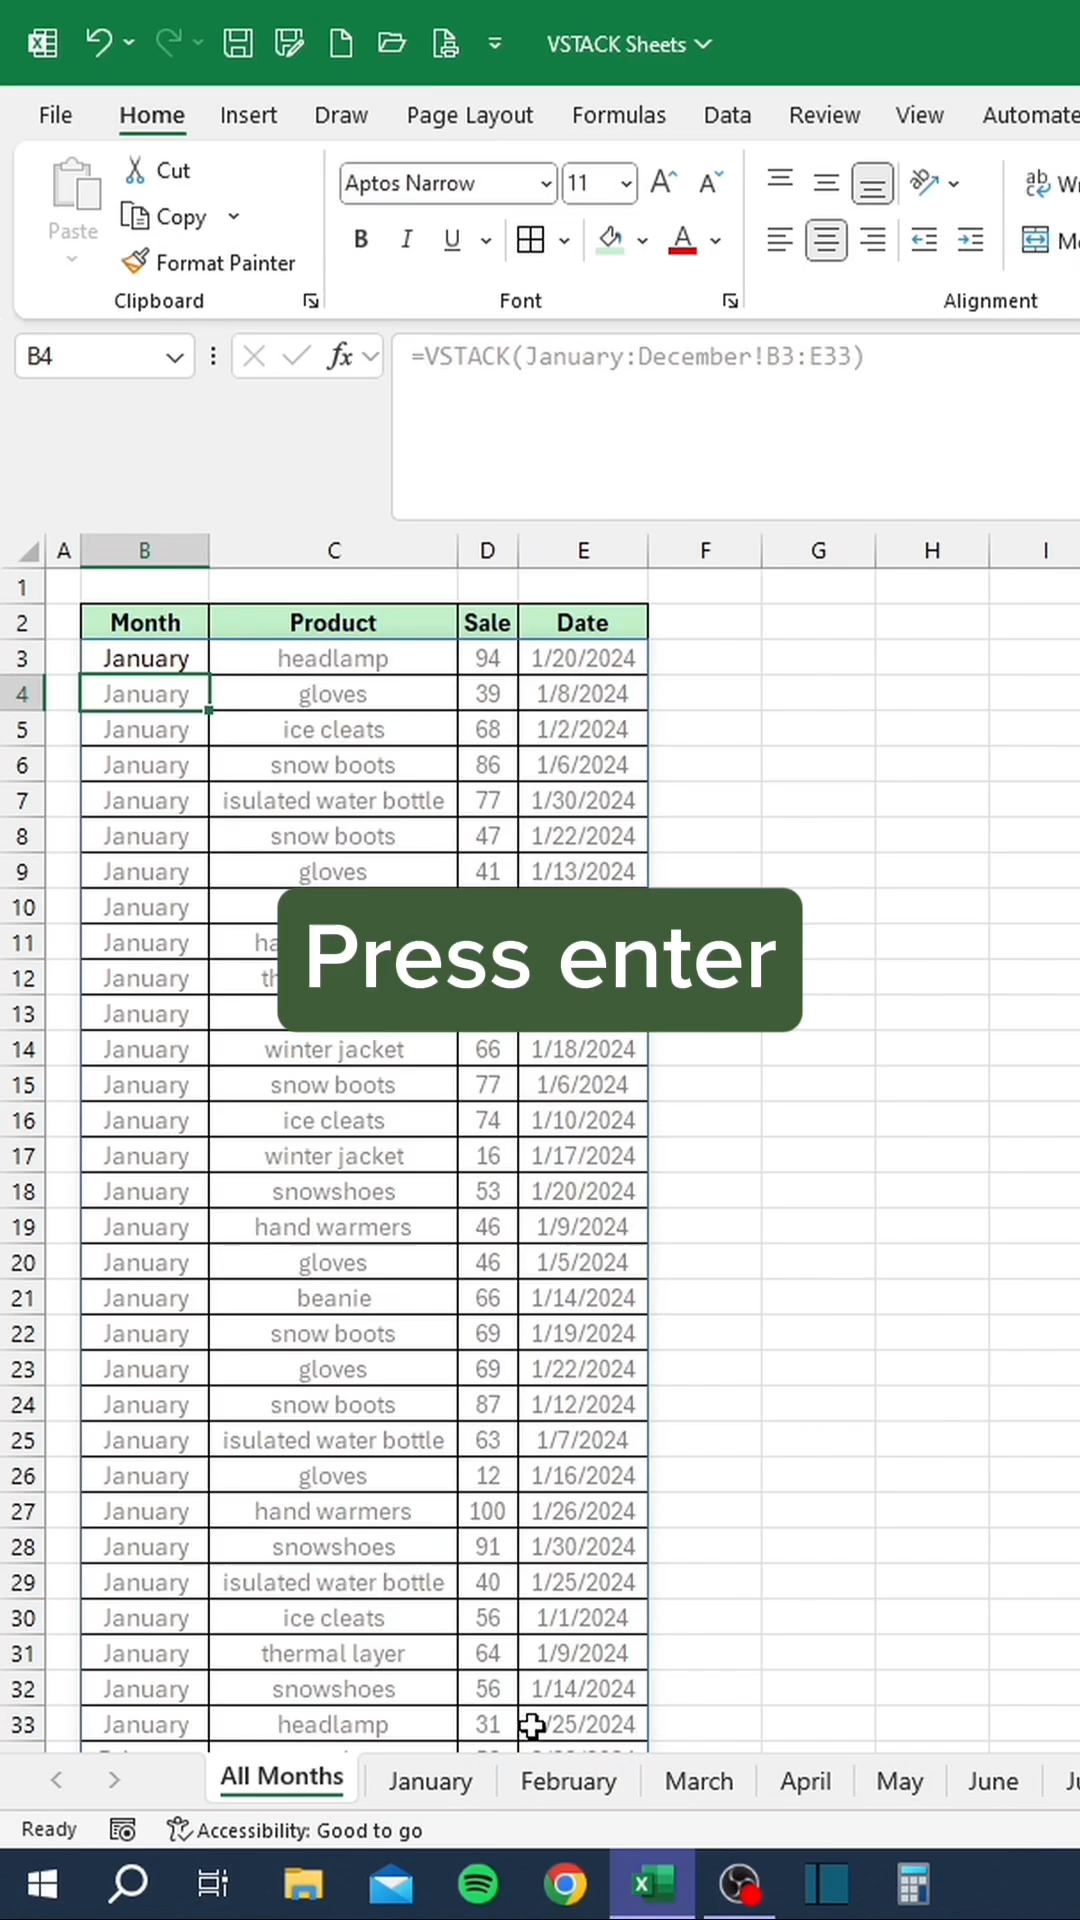 VSTACK Sheets
File Home Insert Draw Page Layout Formulas Data Review View Automate
Paste
Cut
Copy
Format Painter
Clipboard
Aptos Narrow 11
B I U A
Font
ab
Alignment
B4 fx =VSTACK(January:December!B3:E33)
A B C D E F G H I
1
2 Month Product Sale Date
3 January headlamp 94 1/20/2024
4 January gloves 39 1/8/2024
5 January ice cleats 68 1/2/2024
6 January snow boots 86 1/6/2024
7 January isulated water bottle 77 1/30/2024
8 January snow boots 47 1/22/2024
9 January gloves 41 1/13/2024
10 January
11 January
12 January
13 January
Press enter
14 January winter jacket 66 1/18/2024
15 January snow boots 77 1/6/2024
16 January ice cleats 74 1/10/2024
17 January winter jacket 16 1/17/2024
18 January snowshoes 53 1/20/2024
19 January hand warmers 46 1/9/2024
20 January gloves 46 1/5/2024
21 January beanie 66 1/14/2024
22 January snow boots 69 1/19/2024
23 January gloves 69 1/22/2024
24 January snow boots 87 1/12/2024
25 January isulated water bottle 63 1/7/2024
26 January gloves 12 1/16/2024
27 January hand warmers 100 1/26/2024
28 January snowshoes 91 1/30/2024
29 January isulated water bottle 40 1/25/2024
30 January ice cleats 56 1/1/2024
31 January thermal layer 64 1/9/2024
32 January snowshoes 56 1/14/2024
33 January headlamp 31 /25/2024
All Months January February March April May June
Ready Accessibility: Good to go